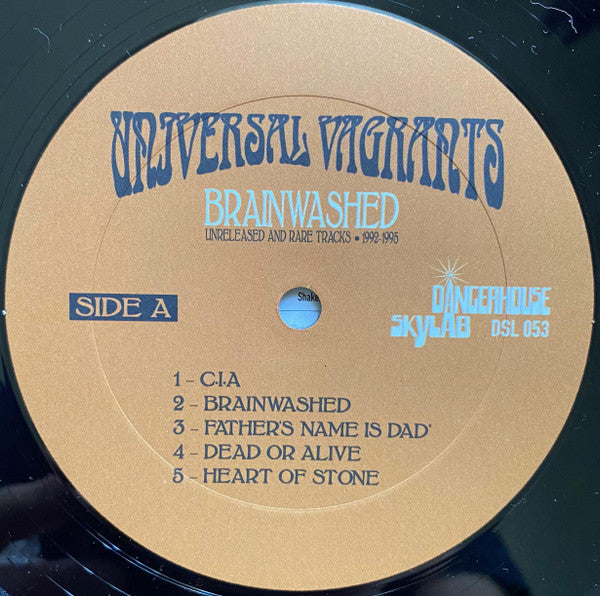 UNIVERSAL VAGRANTS
BRAINWASHED
UNRELEASED AND RARE TRACKS • 1992-1995
Shake
SIDE A
DANGERHOUSE
SKYLAB DSL 053
1 – C.I.A
2 – BRAINWASHED
3 – FATHER'S NAME IS DAD'
4 – DEAD OR ALIVE
5 – HEART OF STONE